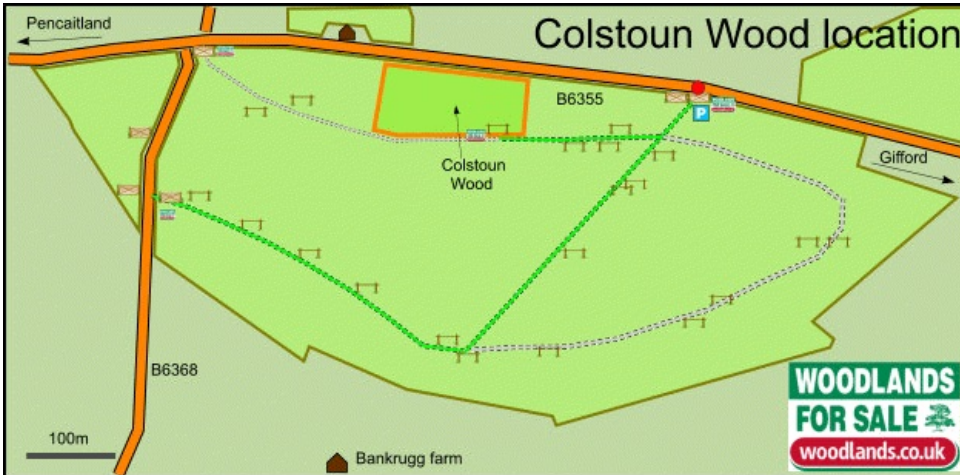 Pencaitland
Colstoun Wood location
B6355
P
Gifford
Colstoun
Wood
B6368
100m
Bankrugg farm
WOODLANDS
FOR SALE
woodlands.co.uk